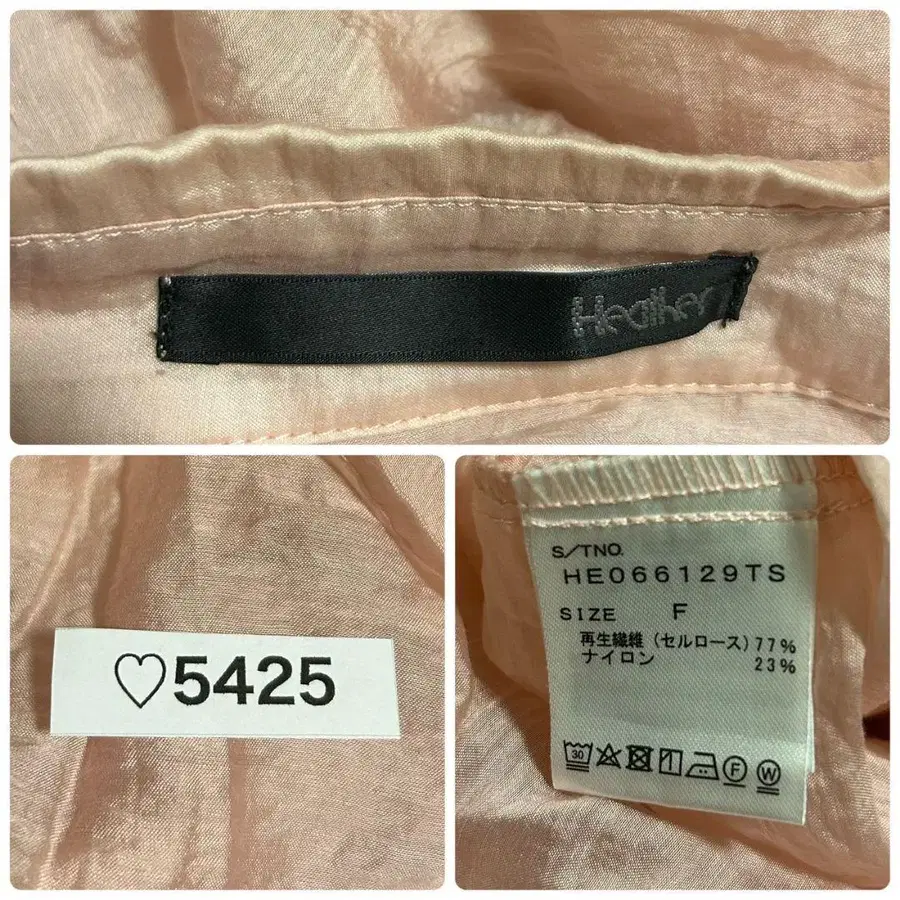 Heather
♡5425
S/TNO.
HE066129TS
SIZE F
再生繊維(セルロース)77%
ナイロン 23%
30
F
W